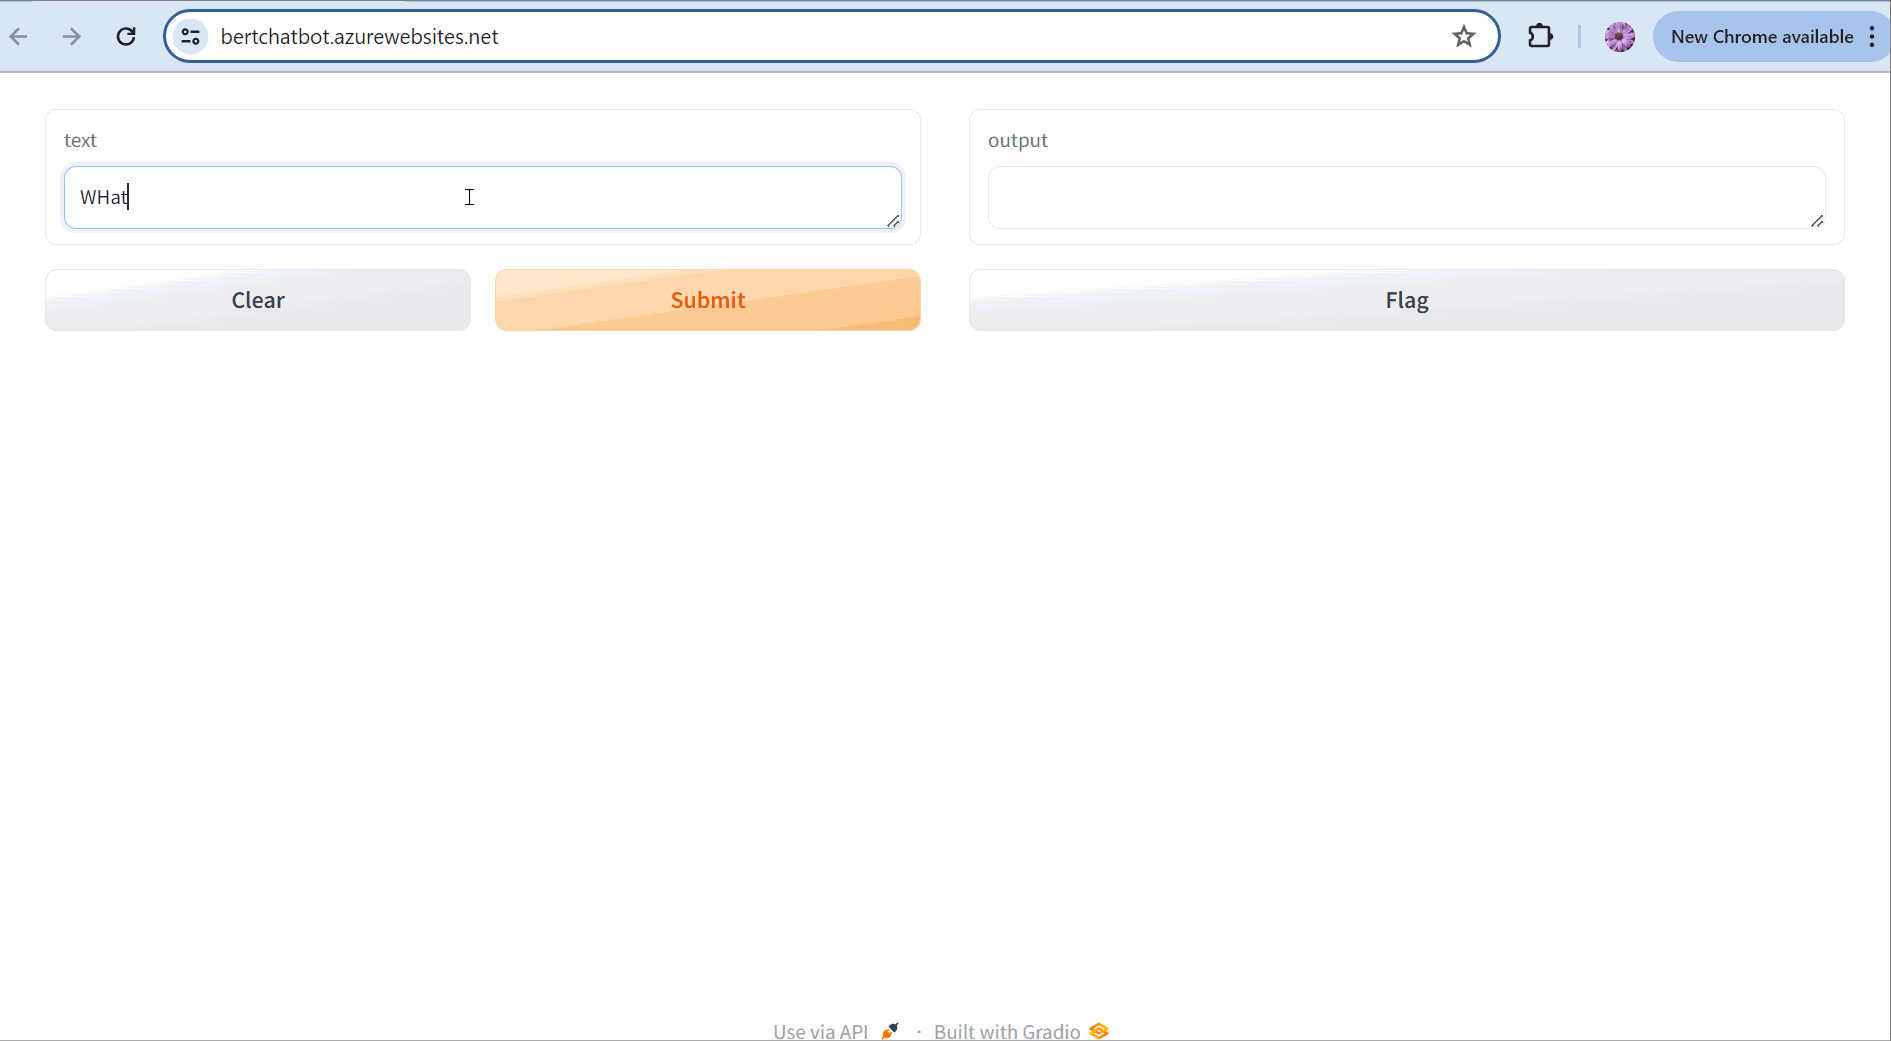 bertchatbot.azurewebsites.net
New Chrome available
text
WHat
output
Clear
Submit
Flag
Use via API · Built with Gradio